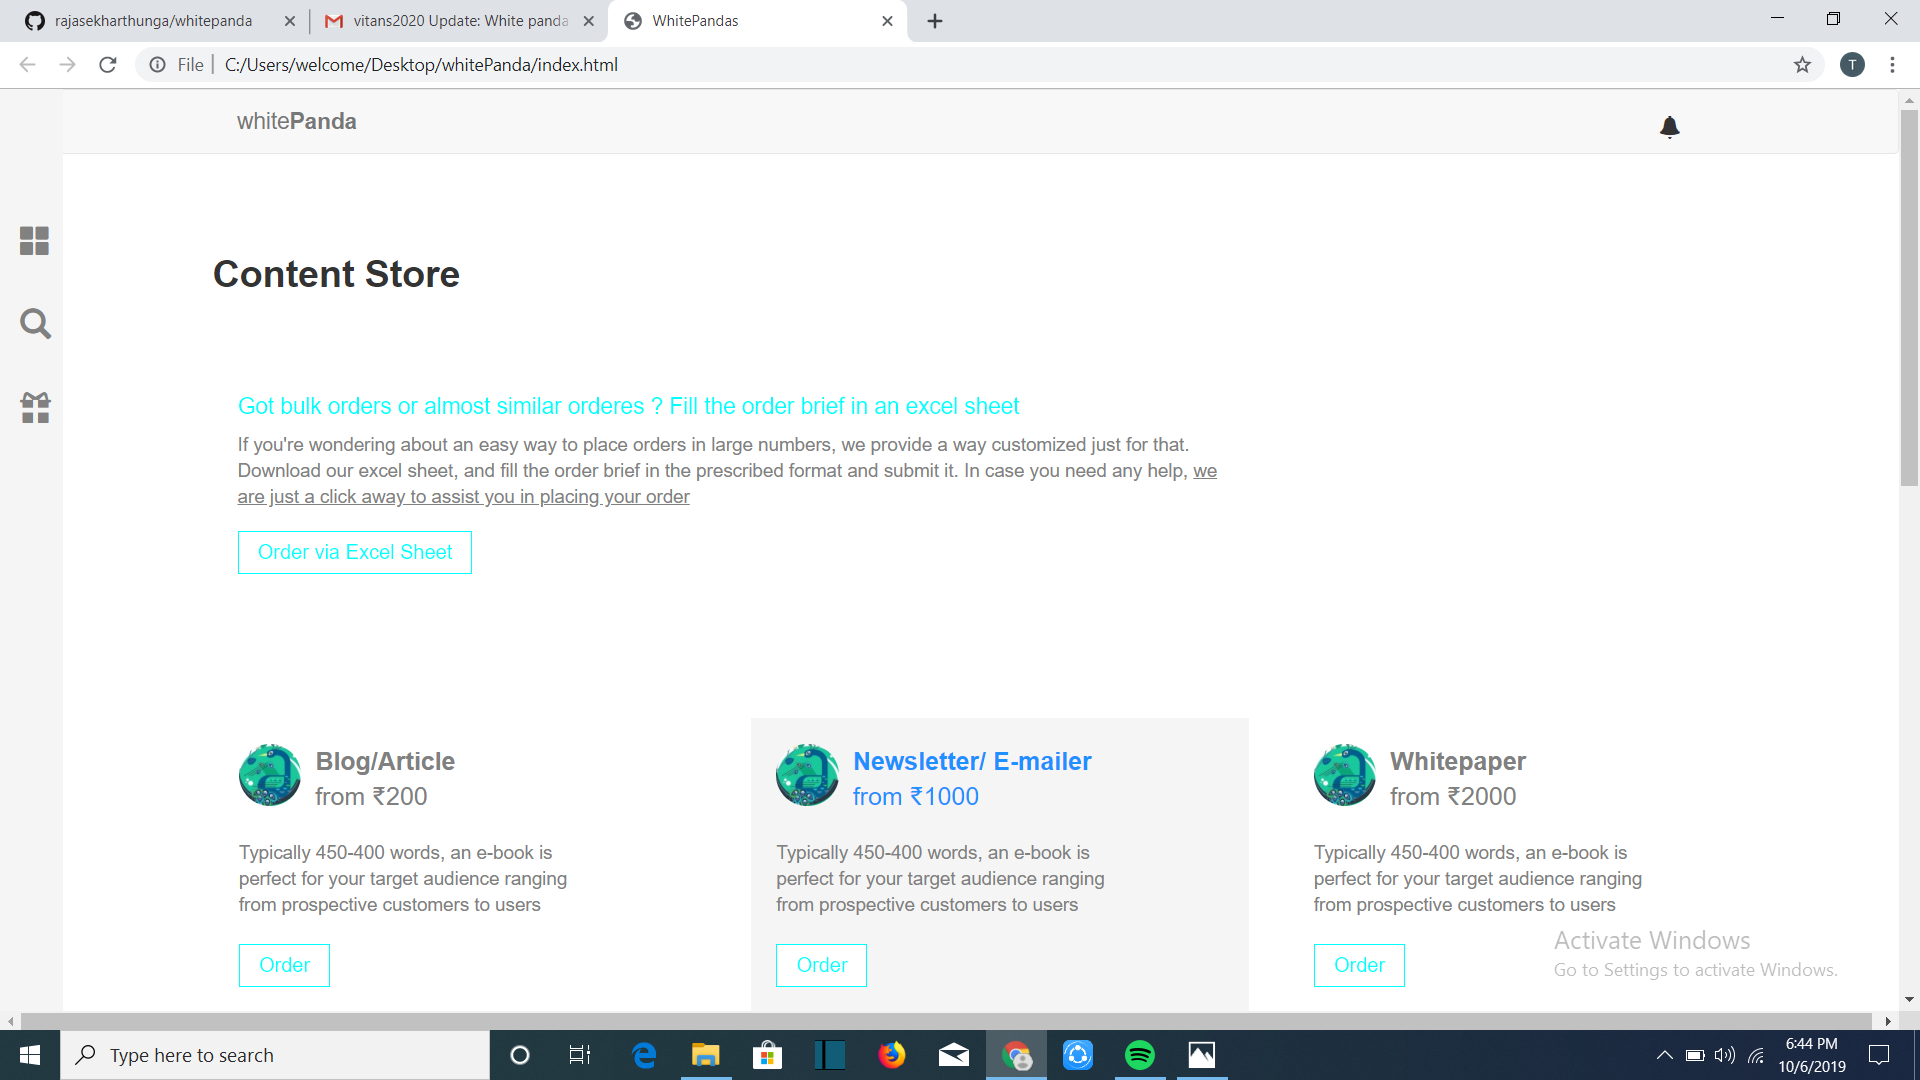 rajasekharthunga/whitepanda
vitans2020 Update: White panda
WhitePandas
File
C:/Users/welcome/Desktop/whitePanda/index.html
T
whitePanda
Content Store
Got bulk orders or almost similar orderes ? Fill the order brief in an excel sheet
If you're wondering about an easy way to place orders in large numbers, we provide a way customized just for that.
Download our excel sheet, and fill the order brief in the prescribed format and submit it. In case you need any help, we
are just a click away to assist you in placing your order
Order via Excel Sheet
Blog/Article
from ₹200
Typically 450-400 words, an e-book is
perfect for your target audience ranging
from prospective customers to users
Order
Newsletter/ E-mailer
from ₹1000
Typically 450-400 words, an e-book is
perfect for your target audience ranging
from prospective customers to users
Order
Whitepaper
from ₹2000
Typically 450-400 words, an e-book is
perfect for your target audience ranging
from prospective customers to users
Order
Activate Windows
Go to Settings to activate Windows.
Type here to search
6:44 PM
10/6/2019